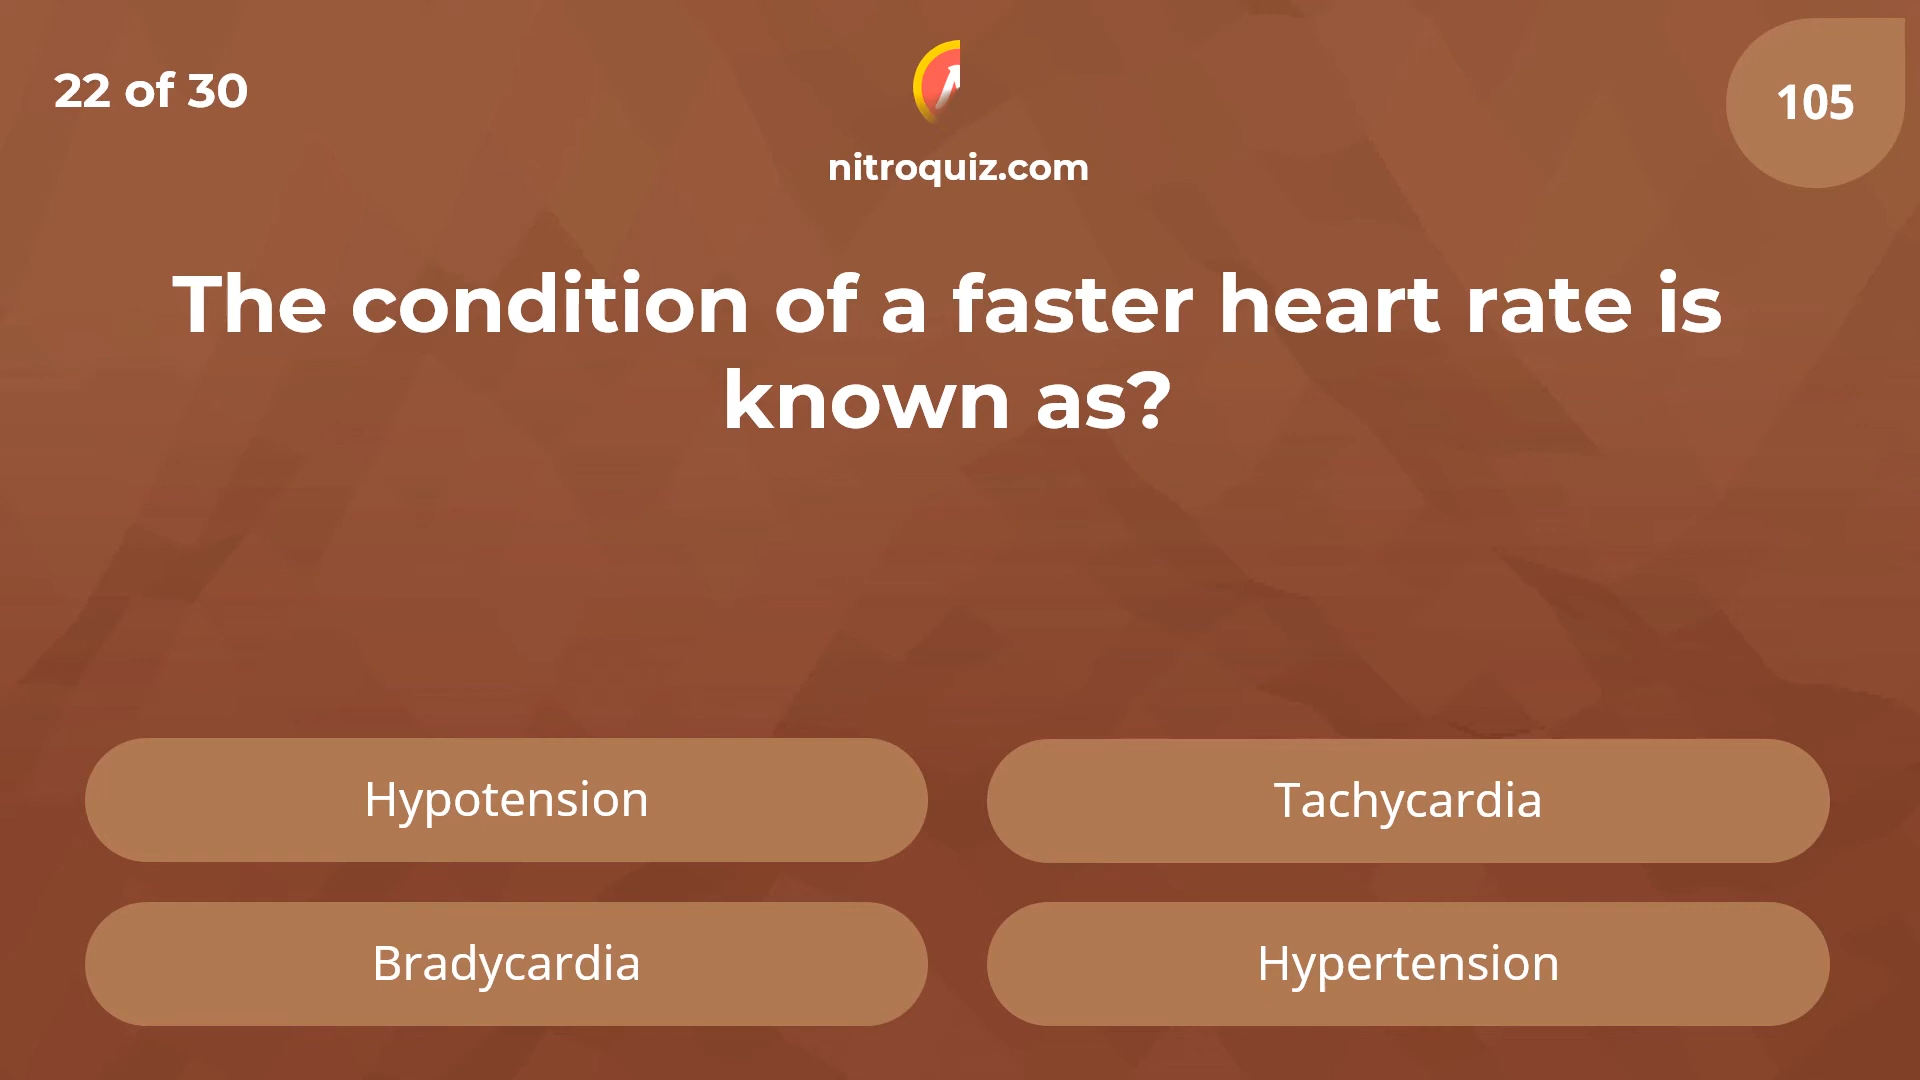 22 of 30
nitroquiz.com
105
The condition of a faster heart rate is
known as?
Hypotension
Tachycardia
Bradycardia
Hypertension